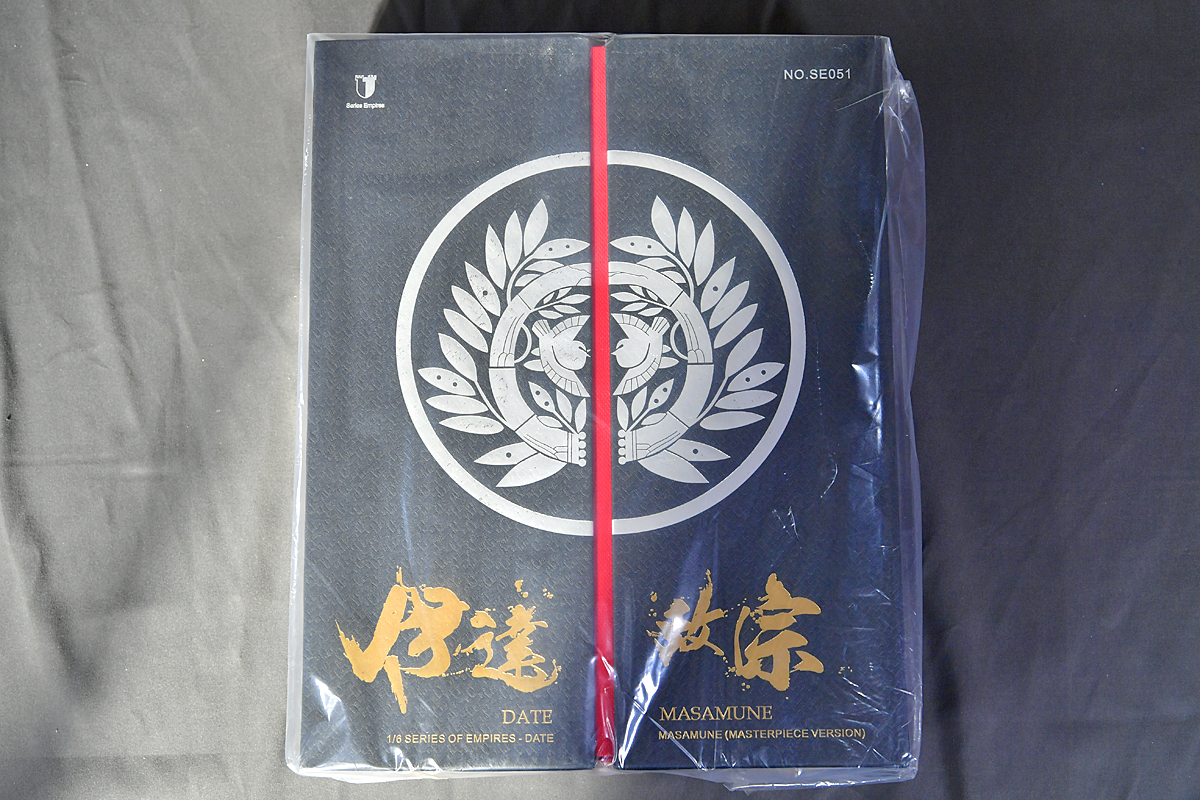 Series Empires
NO.SE051
伊達 政宗
DATE MASAMUNE
1/6 SERIES OF EMPIRES - DATE MASAMUNE (MASTERPIECE VERSION)